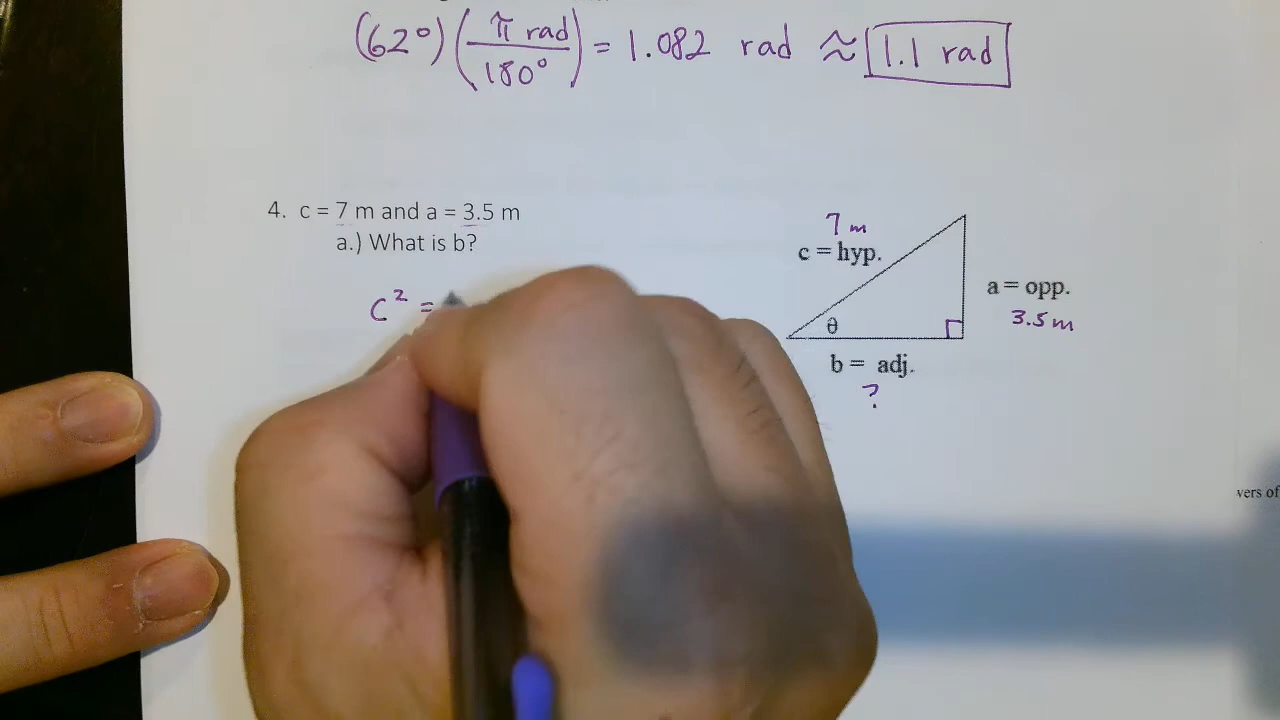 (62°) (π rad / 180°) = 1.082 rad ≈ 1.1 rad
4. c = 7 m and a = 3.5 m
a.) What is b?
7 m
c = hyp.
a = opp.
3.5 m
θ
b = adj.
?
c² =
vers of